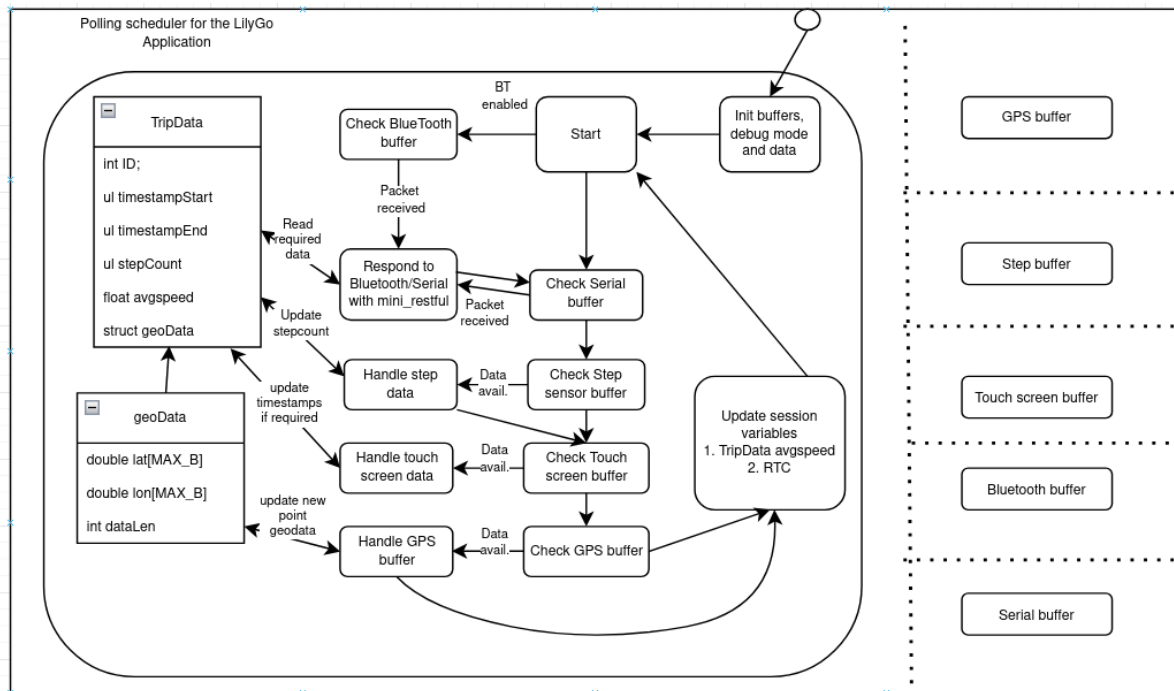 Polling scheduler for the LilyGo
Application
TripData
int ID;
ul timestampStart
ul timestampEnd
ul stepCount
float avgspeed
struct geoData
geoData
double lat[MAX_B]
double lon[MAX_B]
int dataLen
Read
required
data
Update
stepcount
update
timestamps
if required
update new
point
geodata
Check BlueTooth
buffer
BT
enabled
Start
Init buffers,
debug mode
and data
Packet
received
Respond to
Bluetooth/Serial
with mini_restful
Packet
received
Check Serial
buffer
Handle step
data
Data
avail.
Check Step
sensor buffer
Handle touch
screen data
Data
avail.
Check Touch
screen buffer
Handle GPS
buffer
Data
avail.
Check GPS buffer
Update session
variables
1. TripData avgspeed
2. RTC
GPS buffer
Step buffer
Touch screen buffer
Bluetooth buffer
Serial buffer